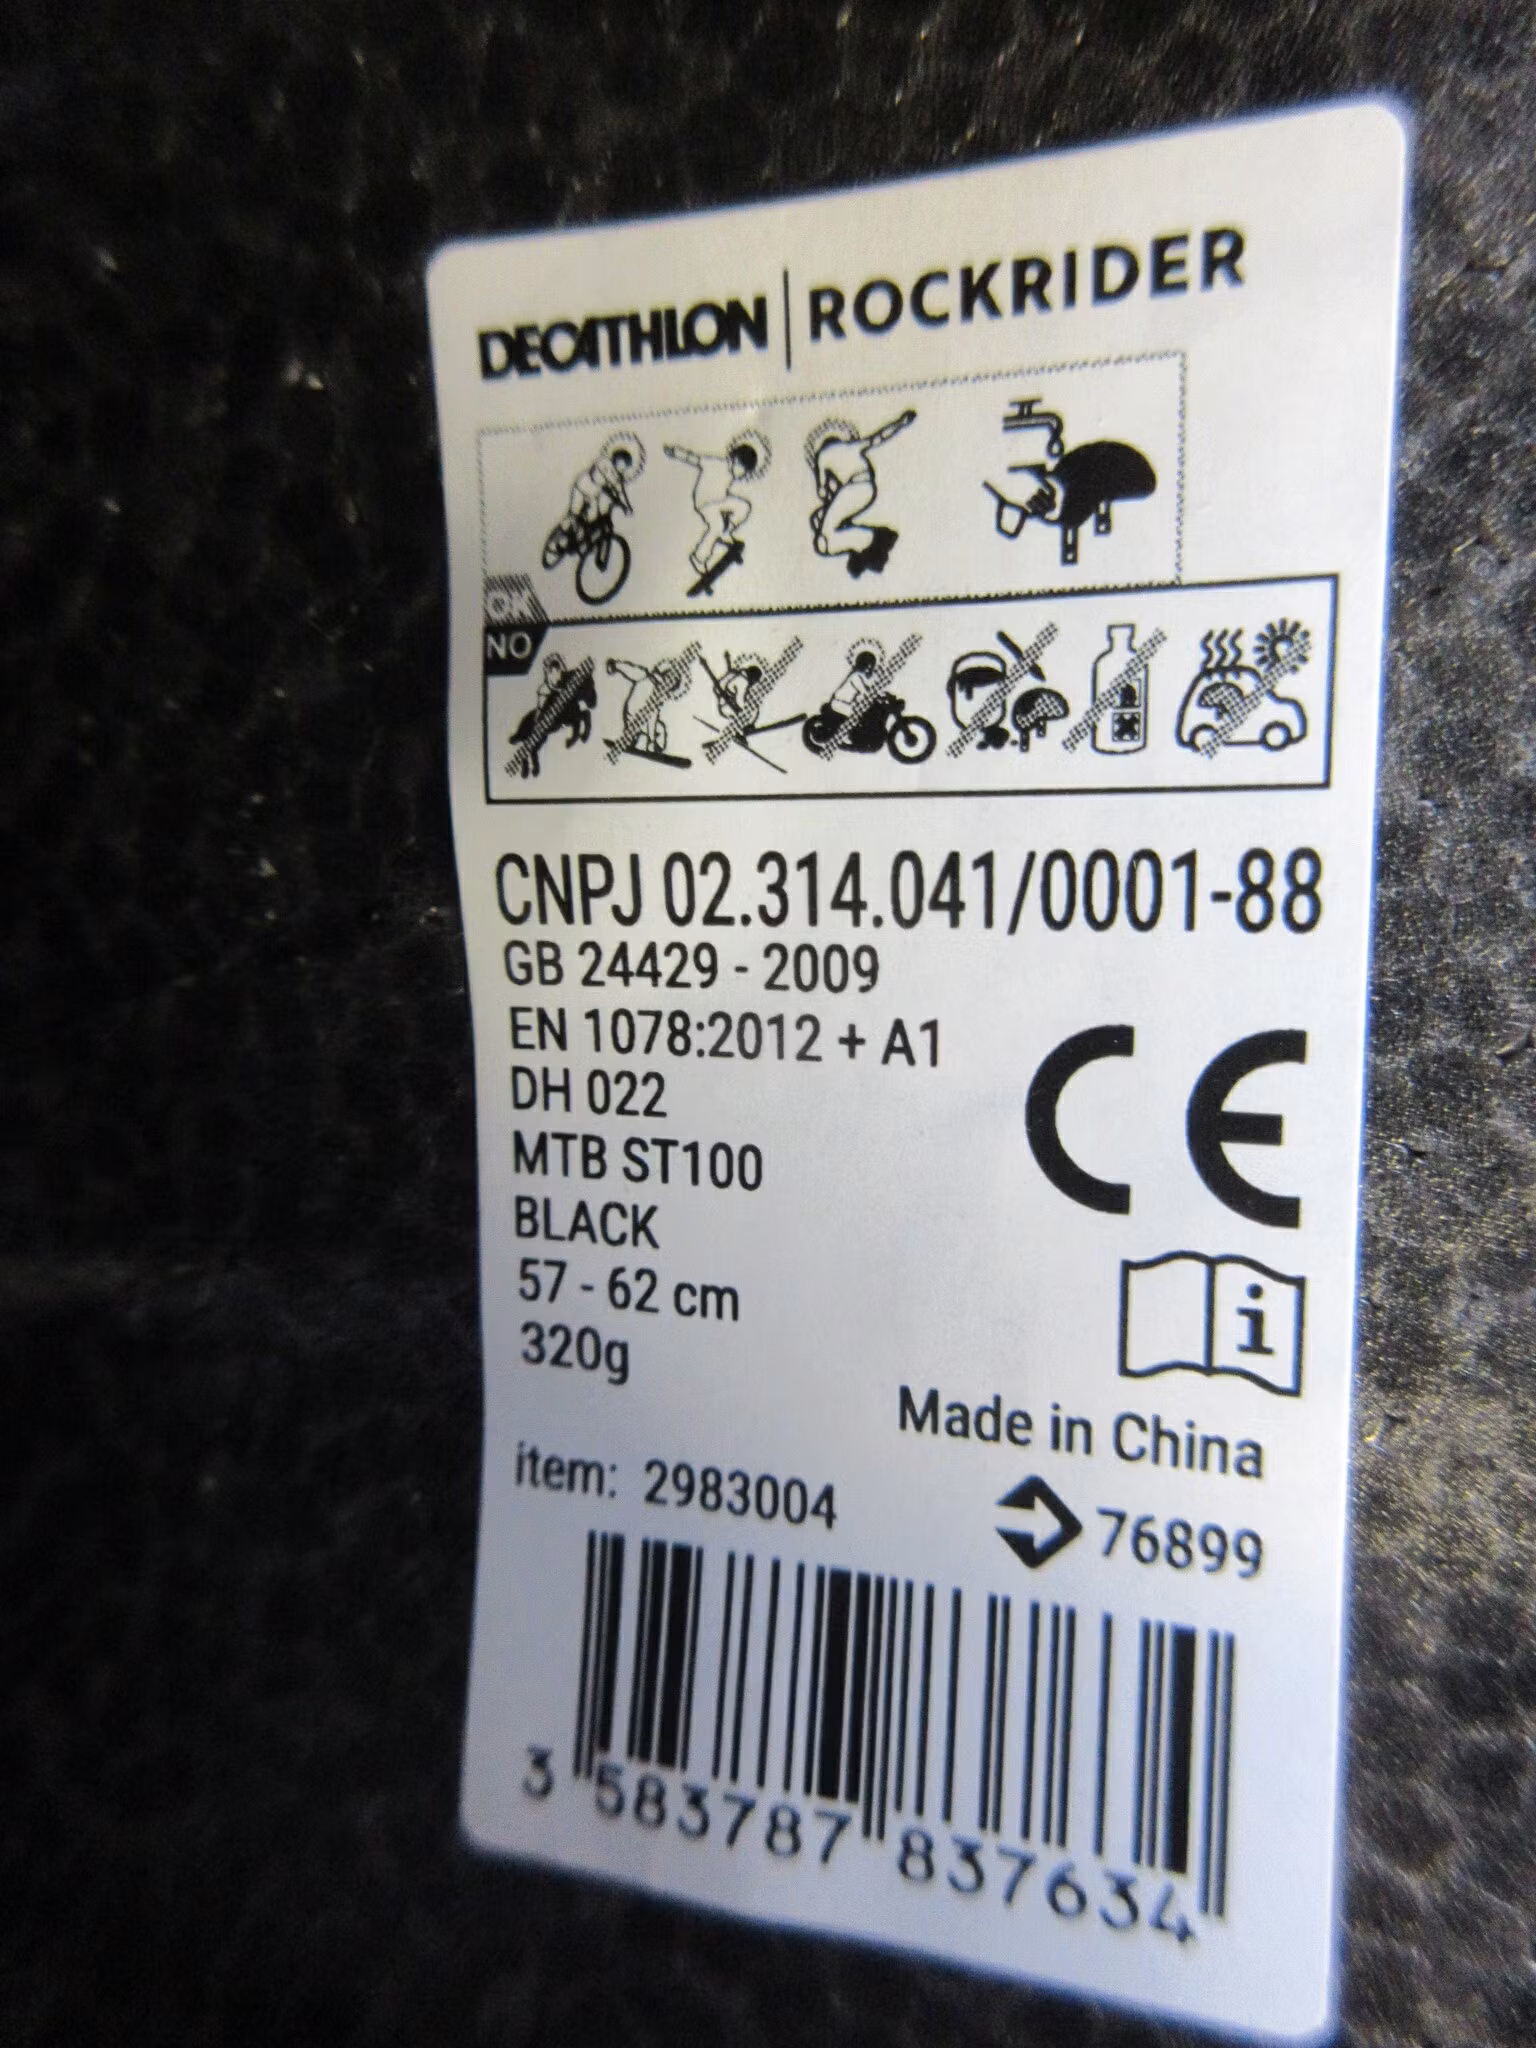 DECATHLON | ROCKRIDER
OK
NO
CNPJ 02.314.041/0001-88
GB 24429 - 2009
EN 1078:2012 + A1
CE
DH 022
MTB ST100
BLACK
57 - 62 cm
320g
i
Made in China
item: 2983004
76899
3 583787 837634